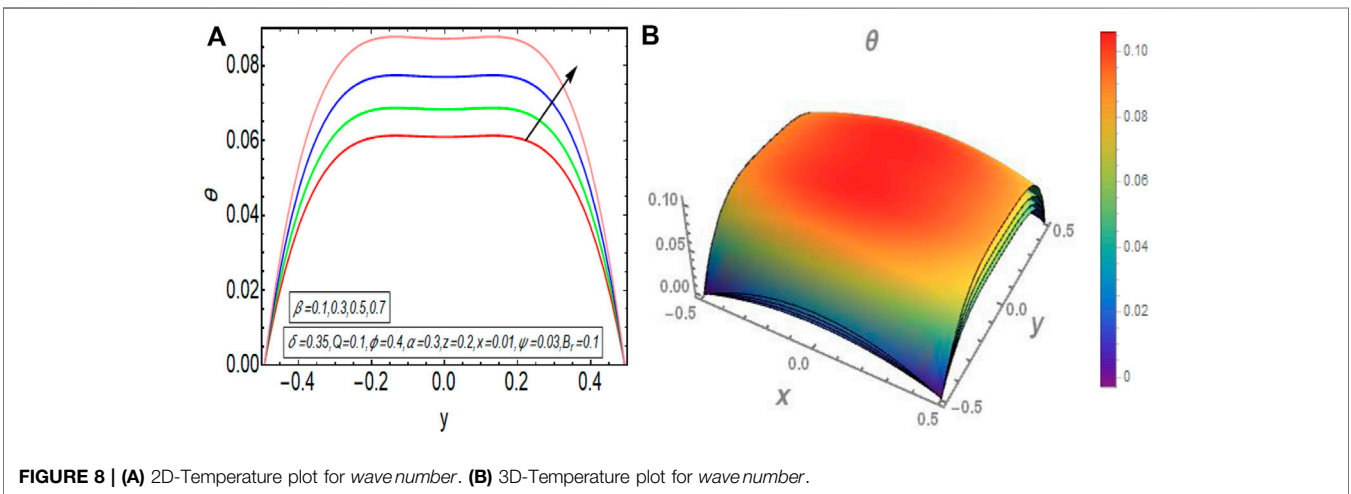 A
0.08
0.06
θ
0.04
0.02
0.00
β=0.1,0.3,0.5,0.7
δ=0.35,Q=0.1,ϕ=0.4,α=0.3,z=0.2,x=0.01,ψ=0.03,Br=0.1
−0.4 −0.2 0.0 0.2 0.4
y
B
θ
0.10
0.05
0.00
−0.5
0.0
x
0.5
−0.5
0.0
y
0.5
0.10
0.08
0.06
0.04
0.02
0
FIGURE 8 | (A) 2D-Temperature plot for wave number. (B) 3D-Temperature plot for wave number.